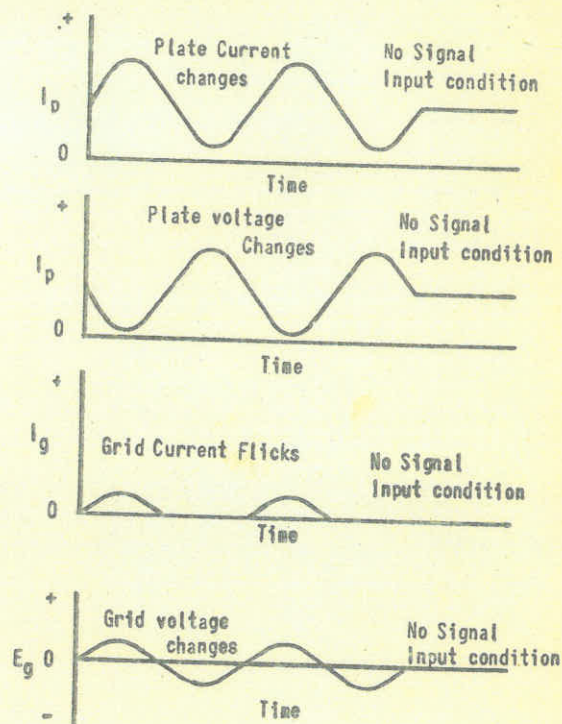 +
Plate Current
changes
No Signal
Input condition
Ip
0
Time
+
Plate voltage
Changes
No Signal
Input condition
Ip
0
Time
+
Ig
Grid Current Flicks
No Signal
Input condition
0
Time
+
Grid voltage
changes
No Signal
Input condition
Eg 0
-
Time